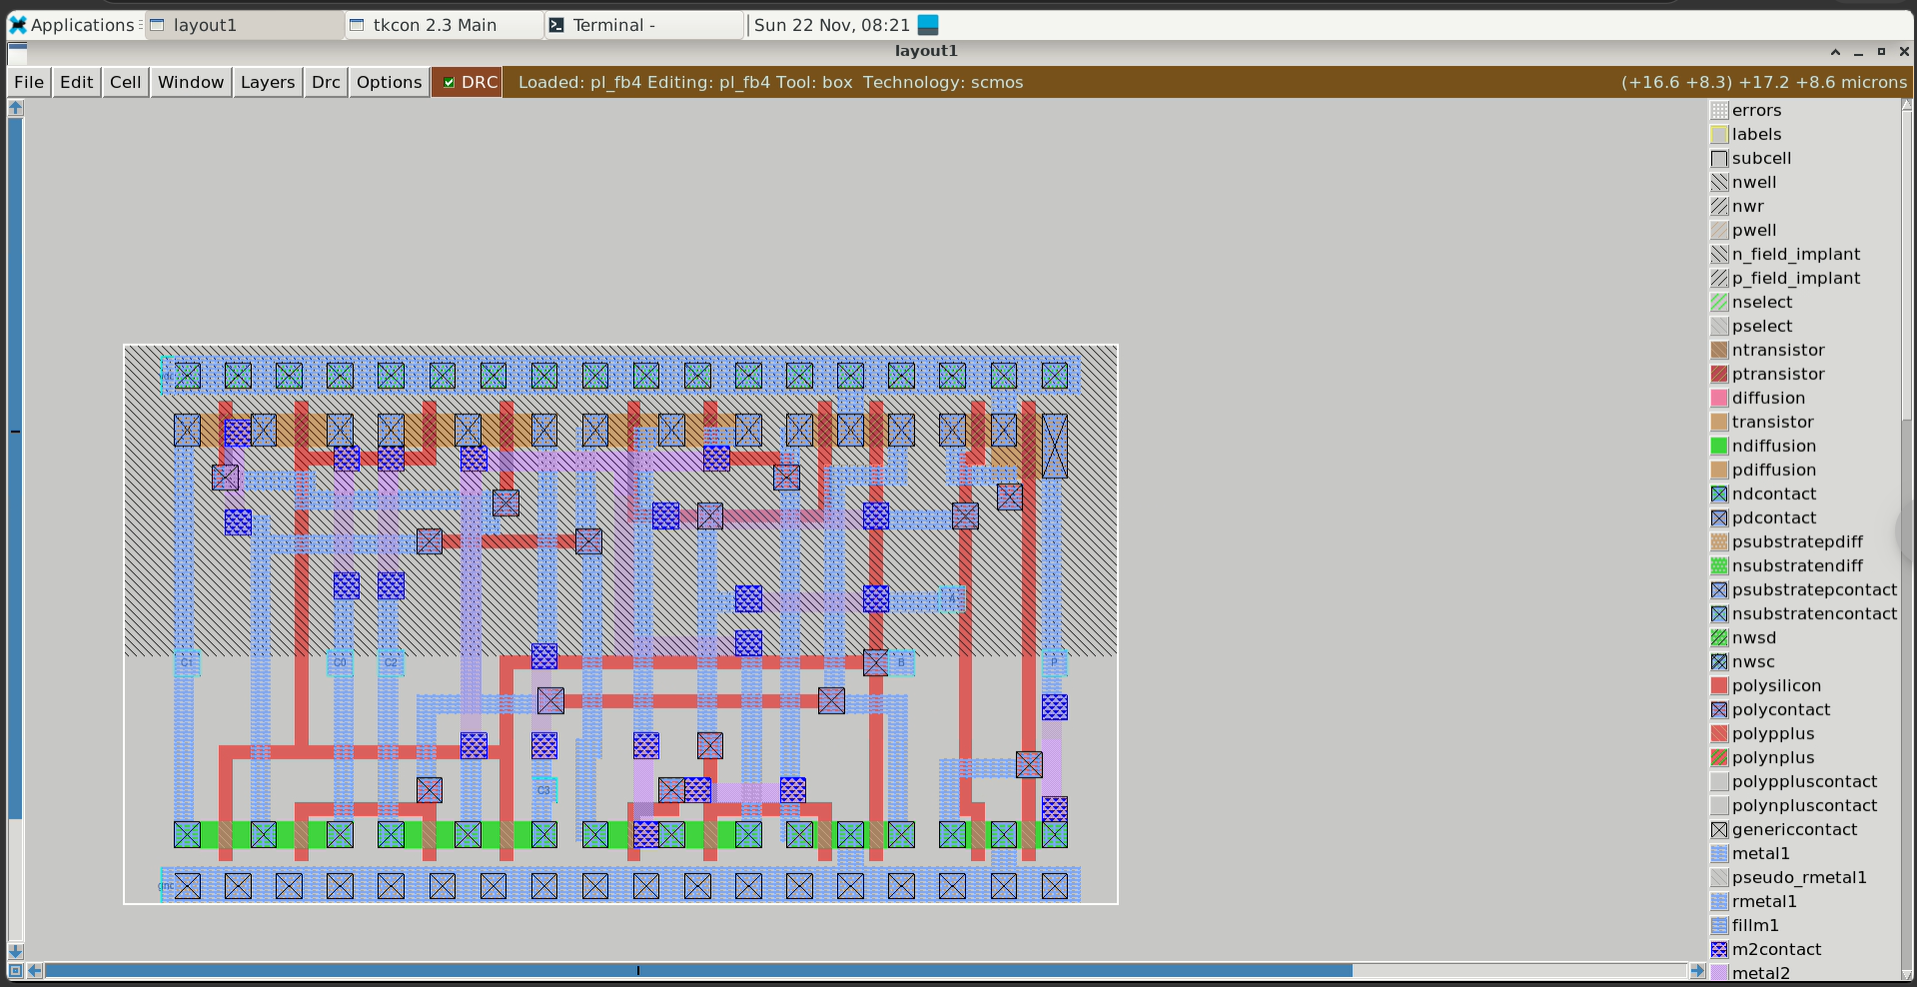 Applications layout1 tkcon 2.3 Main Terminal - Sun 22 Nov, 08:21
layout1
File Edit Cell Window Layers Drc Options DRC Loaded: pl_fb4 Editing: pl_fb4 Tool: box Technology: scmos (+16.6 +8.3) +17.2 +8.6 microns
errors
labels
subcell
nwell
nwr
pwell
n_field_implant
p_field_implant
nselect
pselect
ntransistor
ptransistor
diffusion
transistor
ndiffusion
pdiffusion
ndcontact
pdcontact
psubstratepdiff
nsubstratendiff
psubstratepcontact
nsubstratencontact
nwsd
nwsc
polysilicon
polycontact
polypplus
polynplus
polyppluscontact
polynpluscontact
genericcontact
metal1
pseudo_rmetal1
rmetal1
fillm1
m2contact
metal2
A
C1 C0 C2 B P
C3
gnd